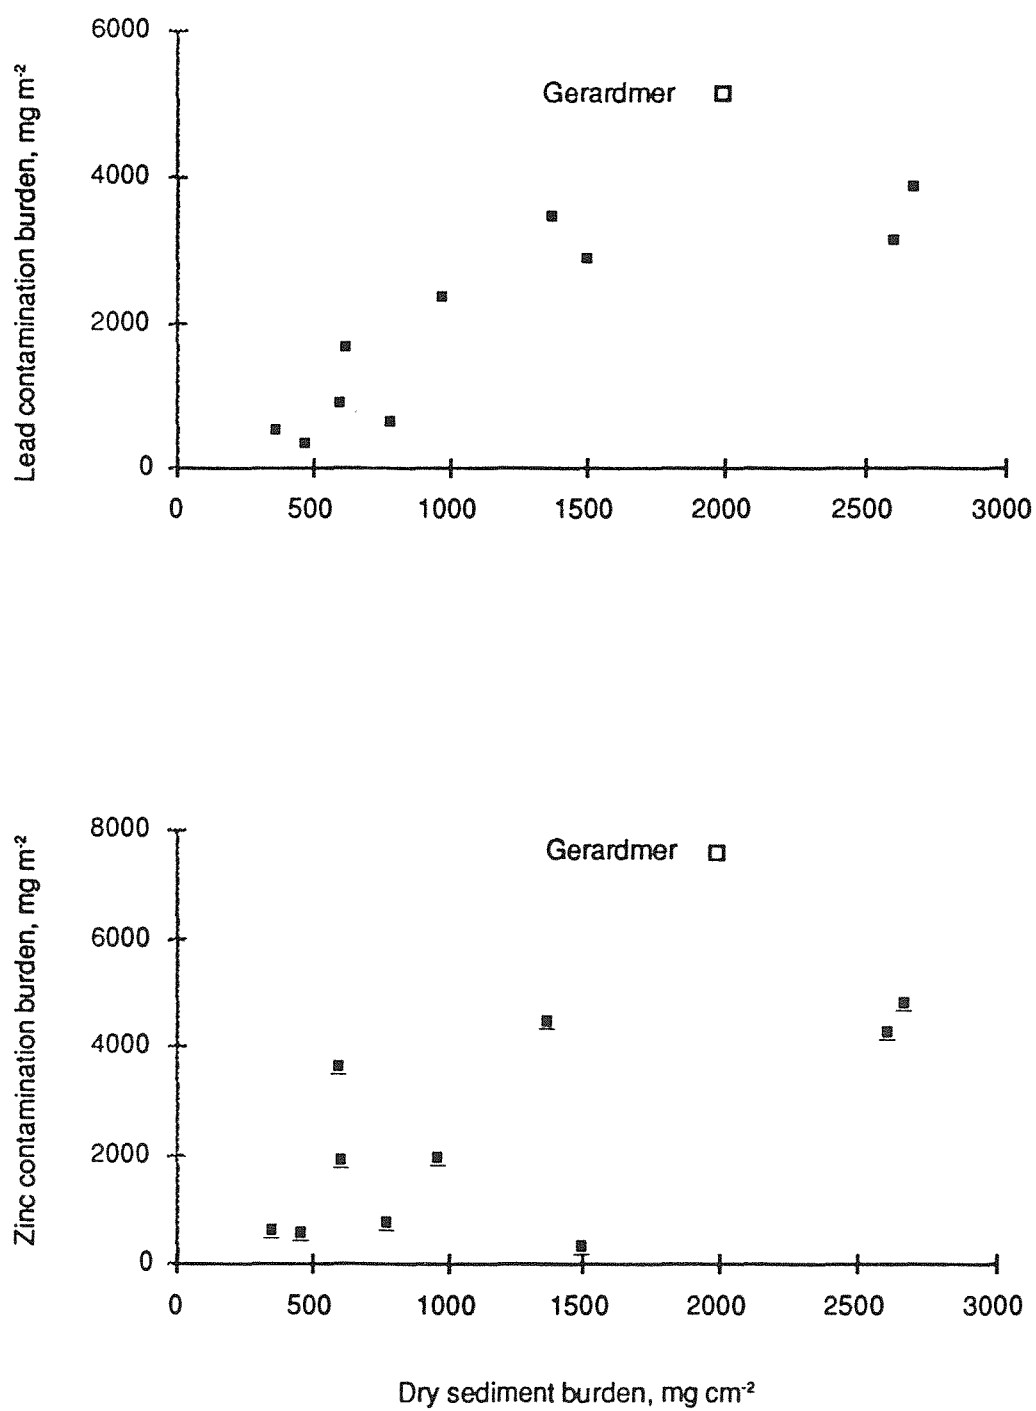 6000
4000
2000
0
Lead contamination burden, mg m-2
Gerardmer
0 500 1000 1500 2000 2500 3000
8000
6000
4000
2000
0
Zinc contamination burden, mg m-2
Gerardmer
0 500 1000 1500 2000 2500 3000
Dry sediment burden, mg cm-2